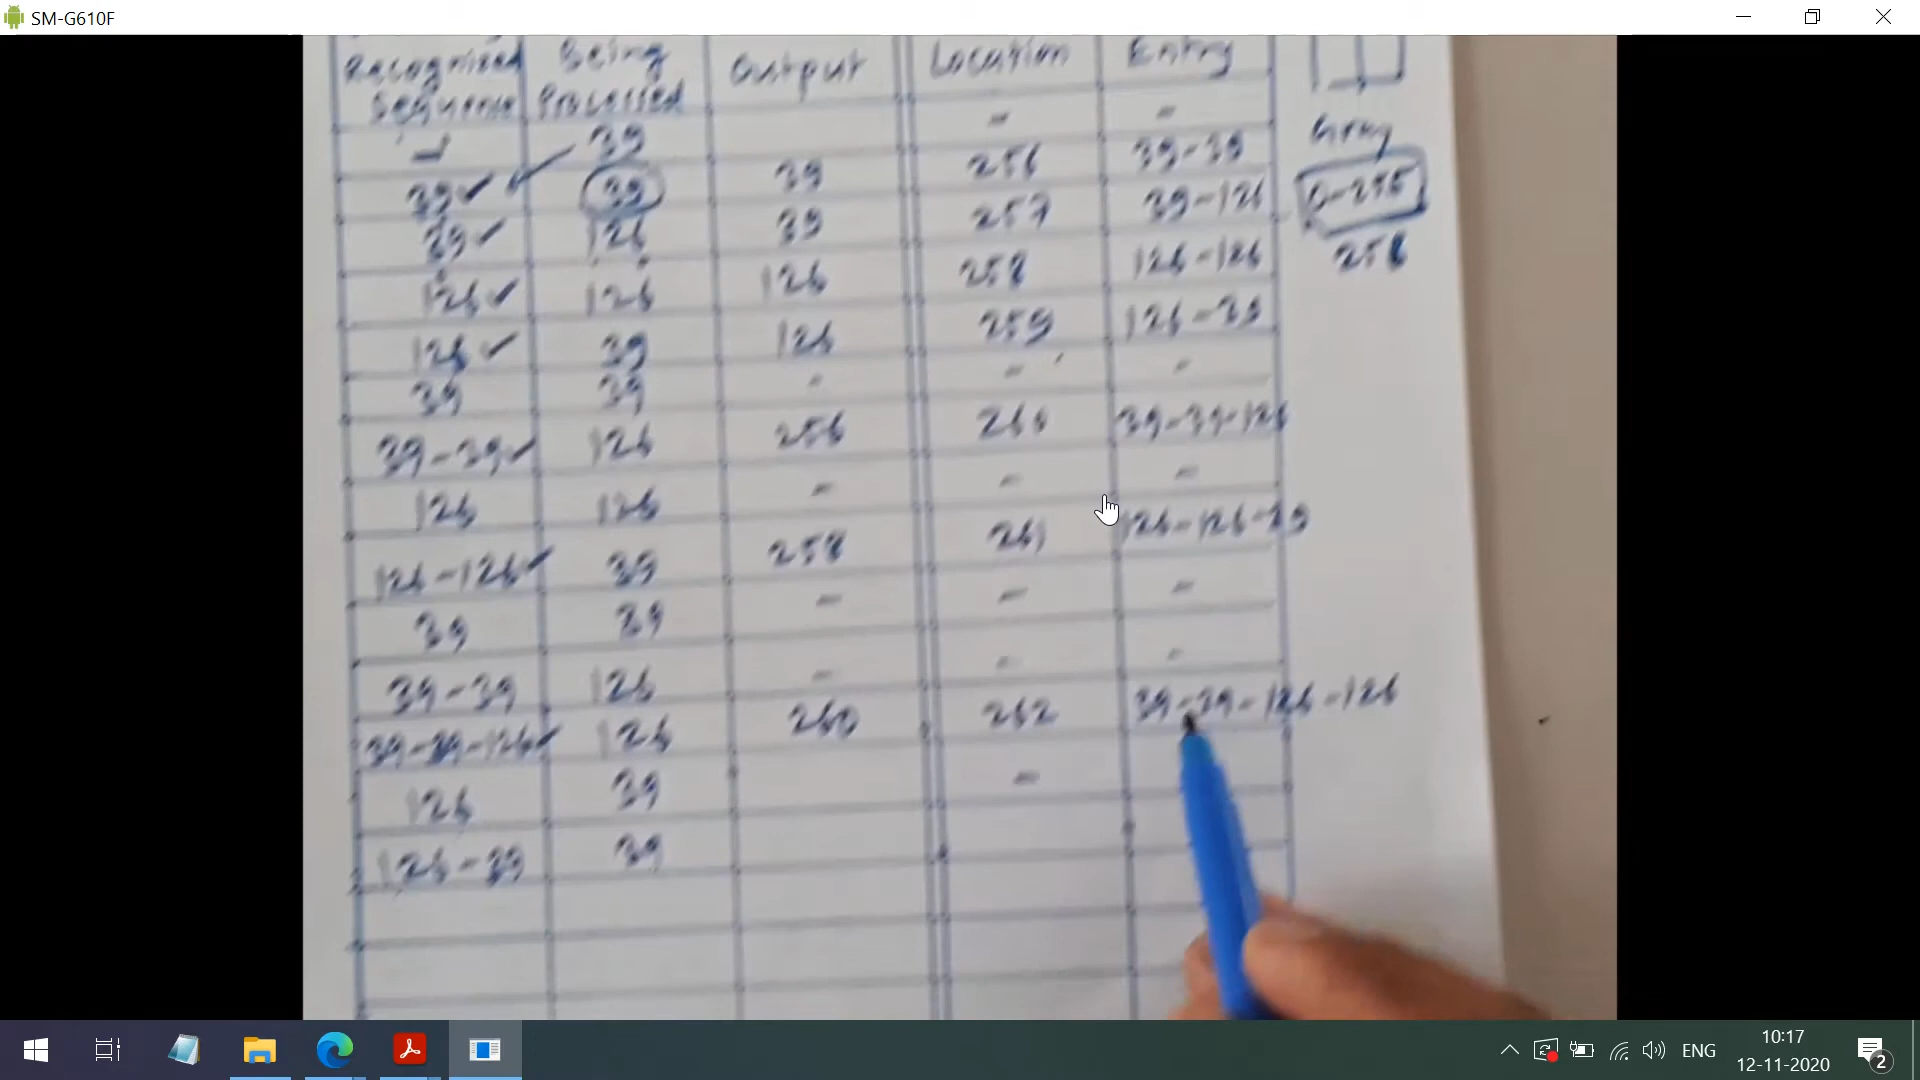 SM-G610F
Recognized Being Output Location Entry
Sequence Processed
- 39 - -
Gray
39✓ 39 39 256 39-39
0-255
39✓ 126 39 257 39-126
256
126✓ 126 126 258 126-126
126✓ 39 126 259 126-39
39 39 - - -
39-39✓ 126 256 260 39-39-126
126 126 - - -
126-126✓ 39 258 261 126-126-39
39 39 - - -
39-39 126 - - -
39-39-126✓ 126 260 262 39-39-126-126
126 39 -
126-39 39
ENG
10:17
12-11-2020
2